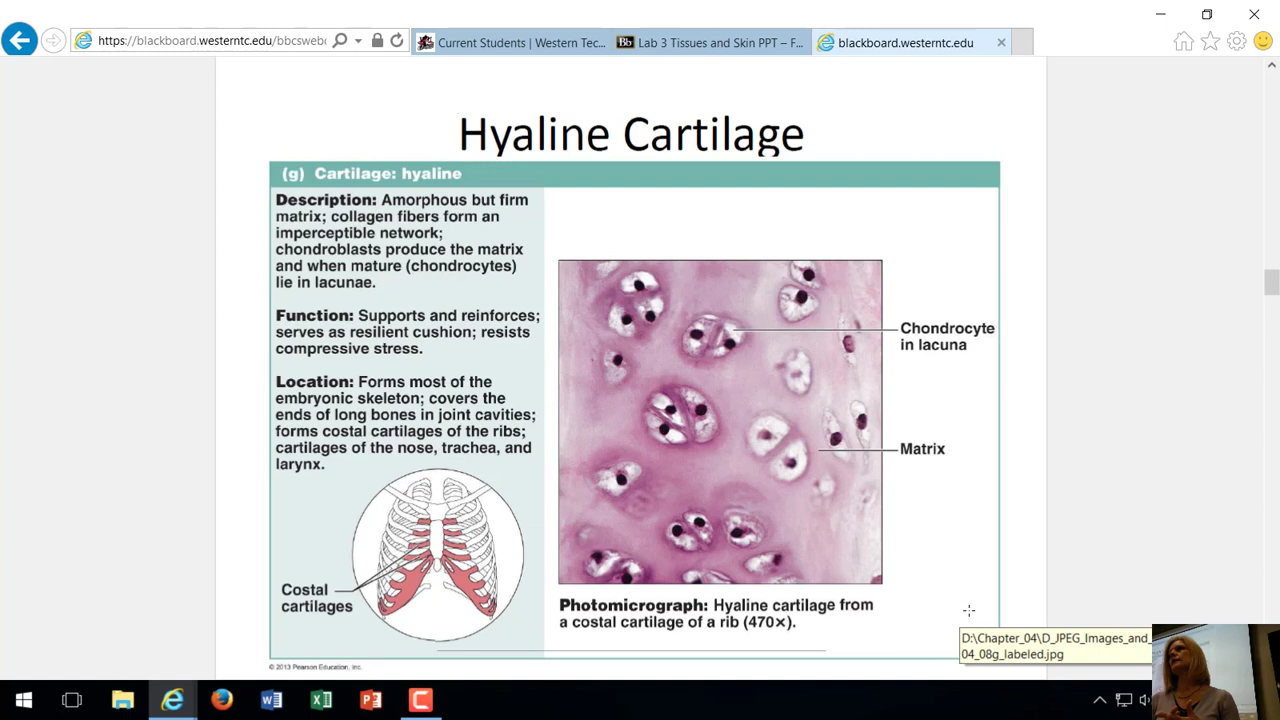 https://blackboard.westerntc.edu/bbcswebc
Current Students | Western Tec...
Bb Lab 3 Tissues and Skin PPT – F...
blackboard.westerntc.edu
Hyaline Cartilage
(g) Cartilage: hyaline
Description: Amorphous but firm
matrix; collagen fibers form an
imperceptible network;
chondroblasts produce the matrix
and when mature (chondrocytes)
lie in lacunae.
Function: Supports and reinforces;
serves as resilient cushion; resists
compressive stress.
Location: Forms most of the
embryonic skeleton; covers the
ends of long bones in joint cavities;
forms costal cartilages of the ribs;
cartilages of the nose, trachea, and
larynx.
Costal
cartilages
Chondrocyte
in lacuna
Matrix
Photomicrograph: Hyaline cartilage from
a costal cartilage of a rib (470×).
© 2013 Pearson Education, Inc.
D:\Chapter_04\D_JPEG_Images_and_
04_08g_labeled.jpg